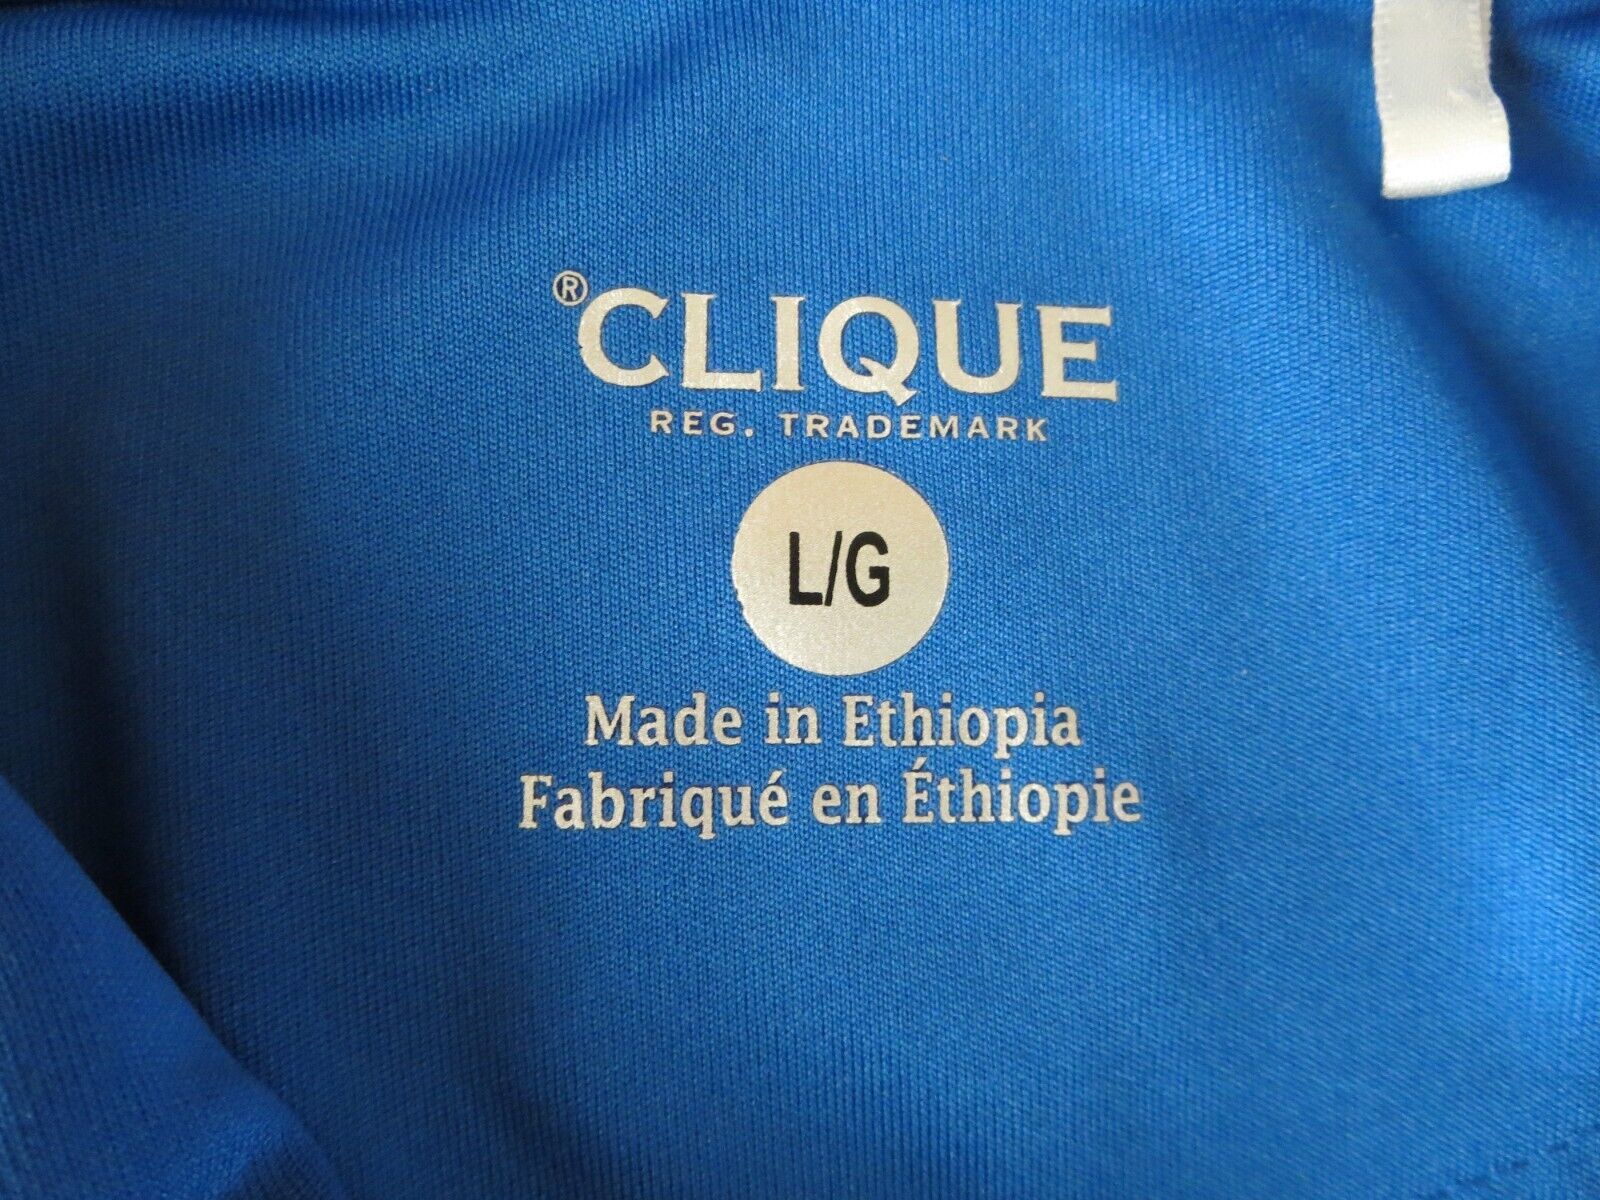 ®CLIQUE
REG. TRADEMARK
L/G
Made in Ethiopia
Fabriqué en Éthiopie